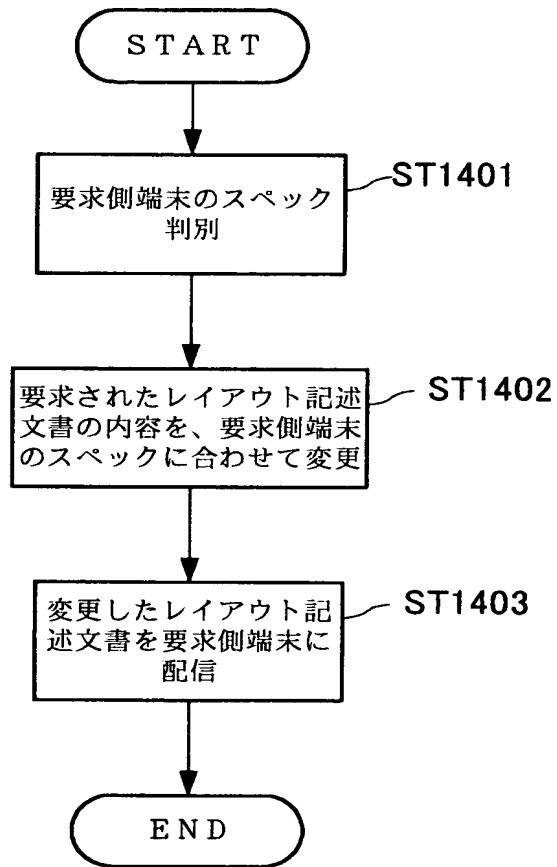 START
要求側端末のスペック
判別
ST1401
要求されたレイアウト記述
文書の内容を、要求側端末
のスペックに合わせて変更
ST1402
変更したレイアウト記
述文書を要求側端末に
配信
ST1403
END